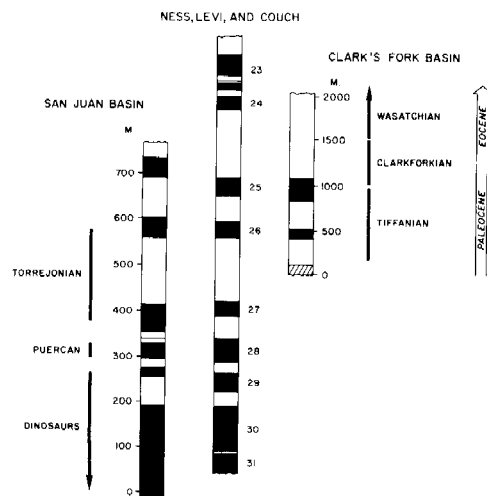 NESS, LEVI, AND COUCH
CLARK'S FORK BASIN
SAN JUAN BASIN
M
700
600
500
400
300
200
100
0
TORREJONIAN
PUERCAN
DINOSAURS
23
24
25
26
27
28
29
30
31
M.
2000
1500
1000
500
0
WASATCHIAN
CLARKFORKIAN
TIFFANIAN
EOCENE
PALEOCENE